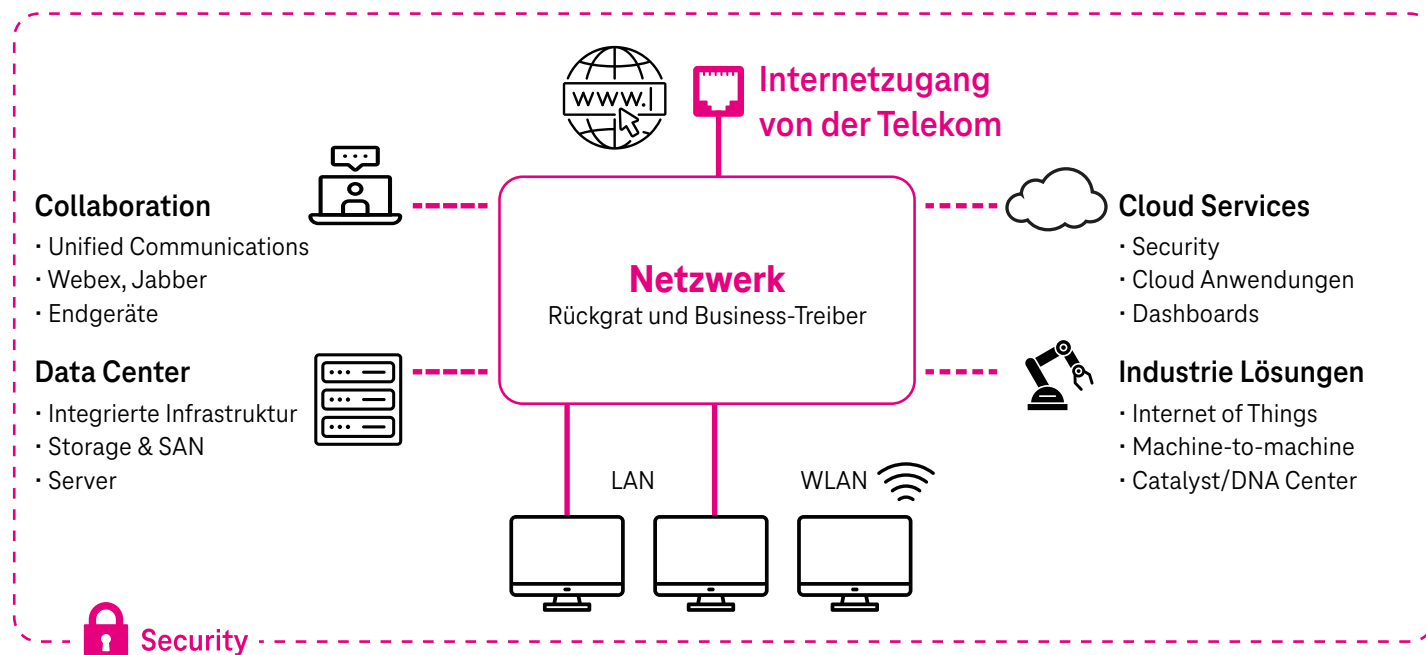 www.
Internetzugang
von der Telekom
Collaboration
· Unified Communications
· Webex, Jabber
· Endgeräte
Data Center
· Integrierte Infrastruktur
· Storage & SAN
· Server
Netzwerk
Rückgrat und Business-Treiber
Cloud Services
· Security
· Cloud Anwendungen
· Dashboards
Industrie Lösungen
· Internet of Things
· Machine-to-machine
· Catalyst/DNA Center
LAN
WLAN
Security